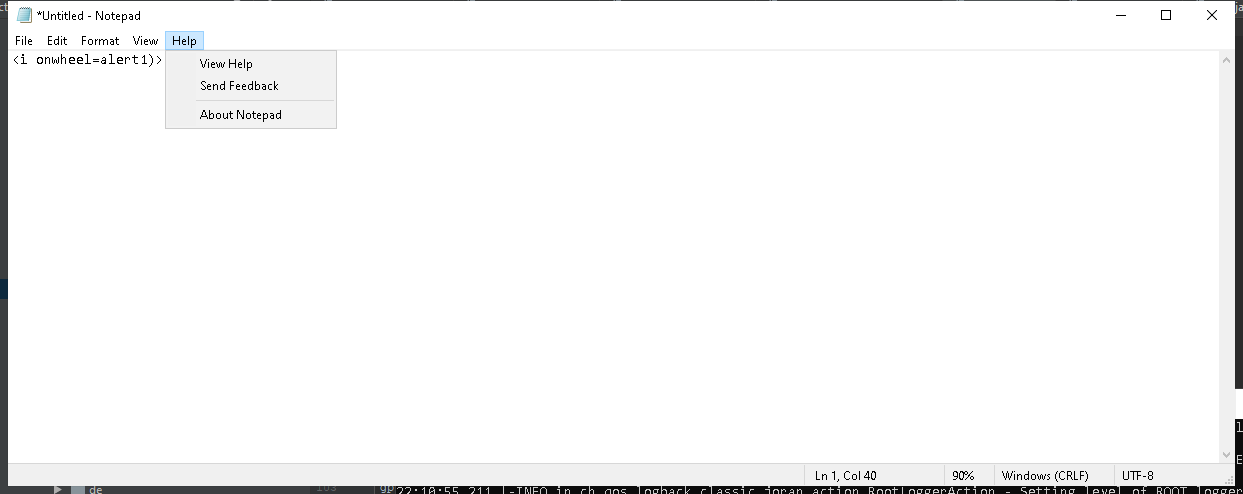 *Untitled - Notepad
File Edit Format View Help
<i onwheel=alert1)>
View Help
Send Feedback
About Notepad
Ln 1, Col 40 90% Windows (CRLF) UTF-8
de
22:10:55,211 |-INFO in ch.qos.logback.classic.joran.action.RootLoggerAction - Setting level of ROOT logger